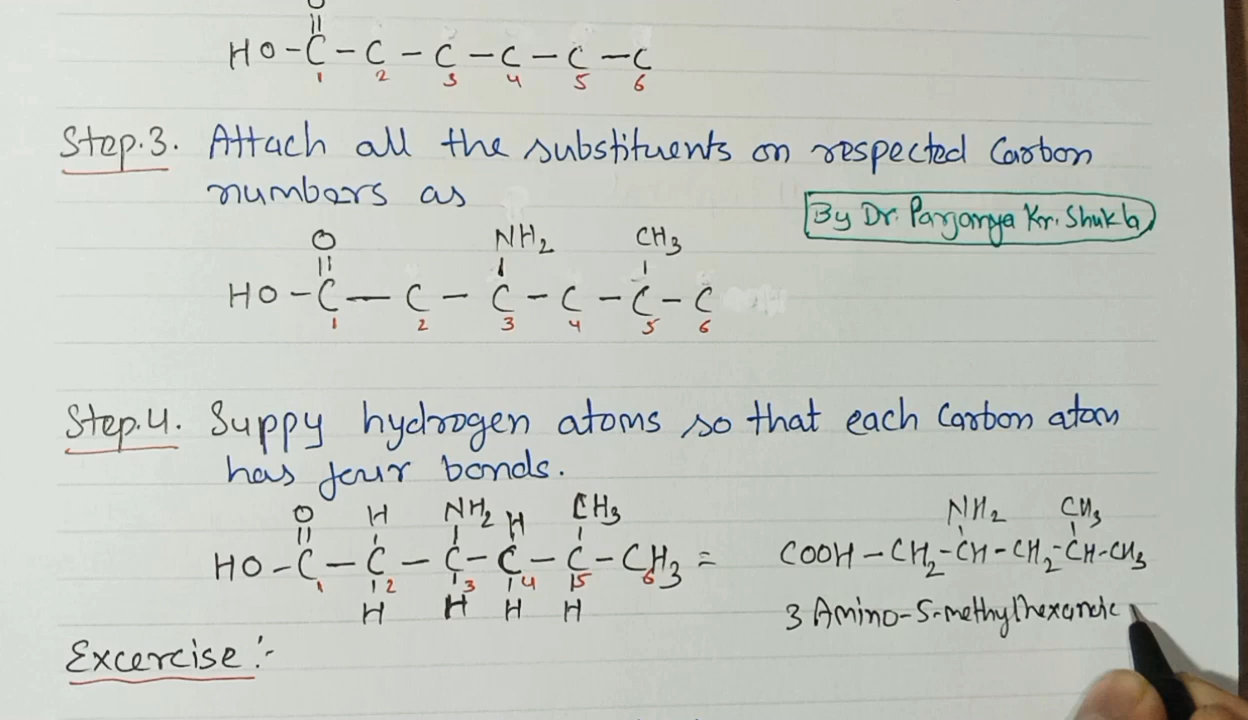 O
||
HO-C-C-C-C-C-C
1 2 3 4 5 6
Step.3. Attach all the substituents on respected Carbon
numbers as
By Dr. Parjanya Kr. Shukla
O NH2 CH3
|| | |
HO-C-C-C-C-C-C
1 2 3 4 5 6
Step.4. Suppy hydrogen atoms so that each Carbon atom
has four bonds.
O H NH2 H CH3 NH2 CH3
HO-C-C-C-C-C-CH3 = COOH-CH2-CH-CH2-CH-CH3
1 2 3 4 5 6
H H H H 3 Amino-5-methylhexanoic
Excercise:-